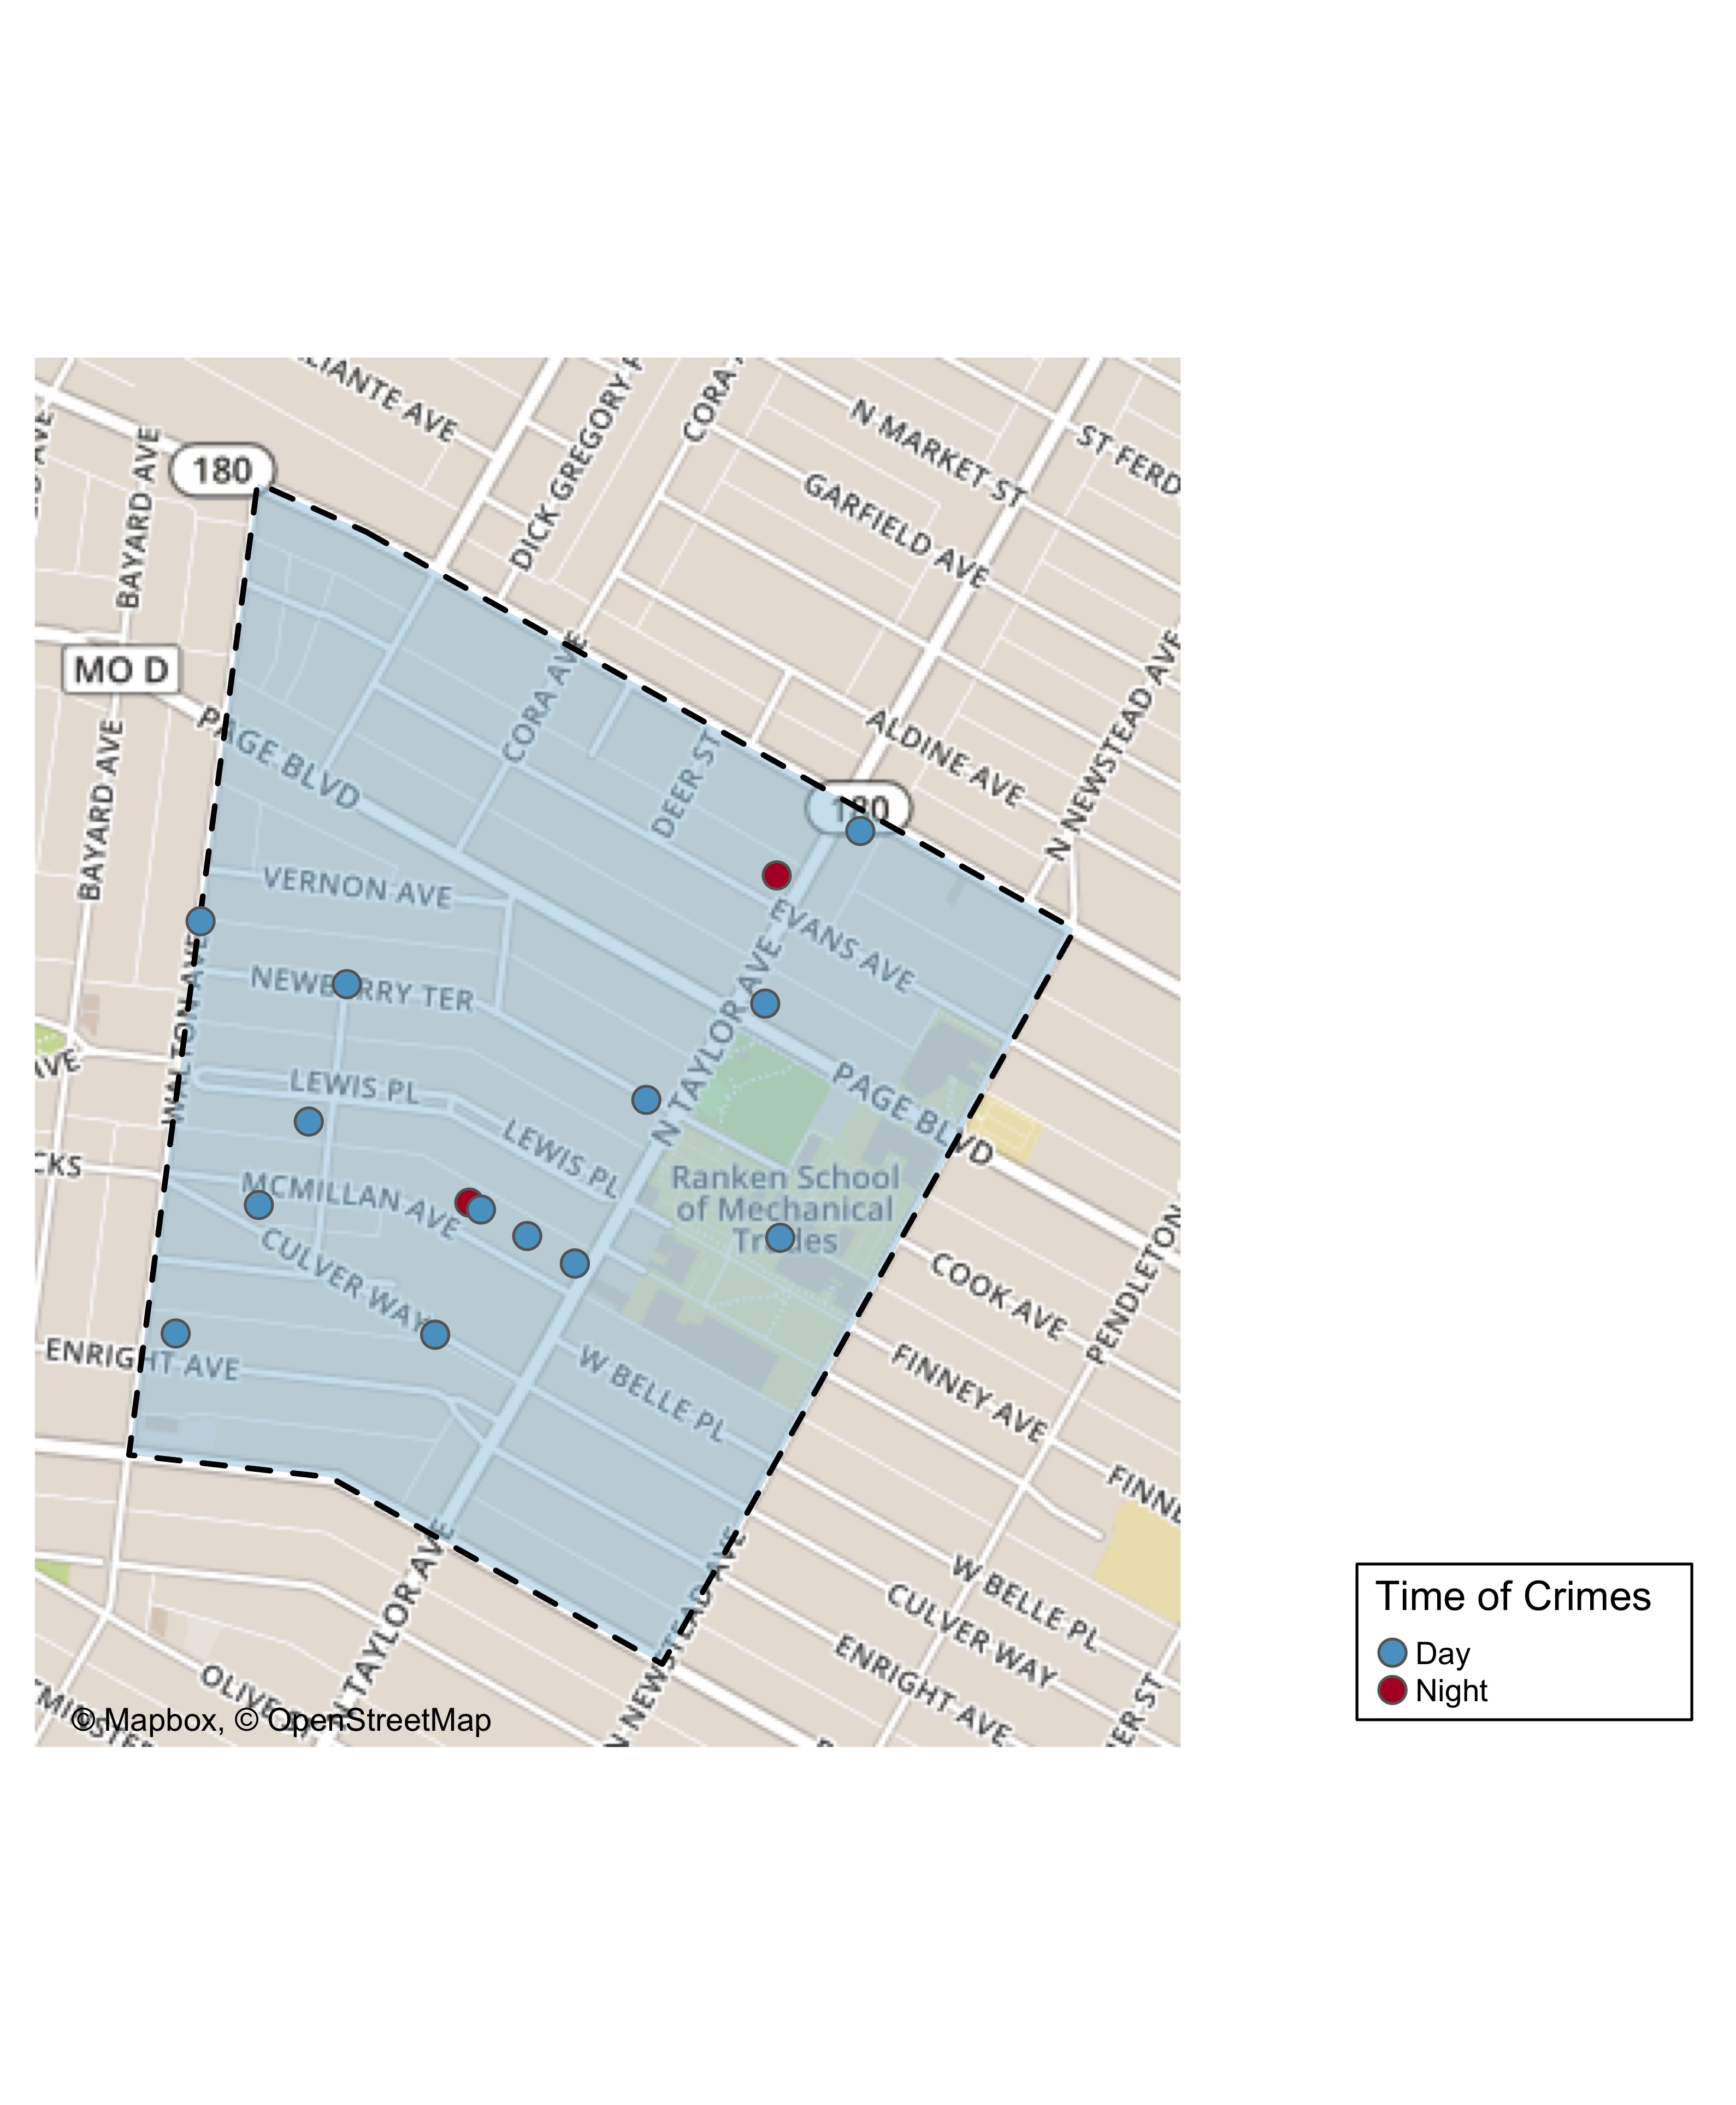 LIANTE AVE
DICK GREGORY
CORA
N MARKET ST
ST FERD
BAYARD AVE
180
GARFIELD AVE
MO D
CORA AVE
N NEWSTEAD AVE
PAGE BLVD
DEER ST
ALDINE AVE
BAYARD AVE
180
VERNON AVE
EVANS AVE
WALTON AVE
NEWBERRY TER
N TAYLOR AVE
AVE
LEWIS PL
PAGE BLVD
LEWIS PL
CKS
MCMILLAN AVE
Ranken School
of Mechanical
Trades
CULVER WAY
COOK AVE
PENDLETON
ENRIGHT AVE
W BELLE PL
FINNEY AVE
FINNE
N TAYLOR AVE
N NEWSTEAD AVE
W BELLE PL
CULVER WAY
ENRIGHT AVE
OLIVE
© Mapbox, © OpenStreetMap
Time of Crimes
Day
Night